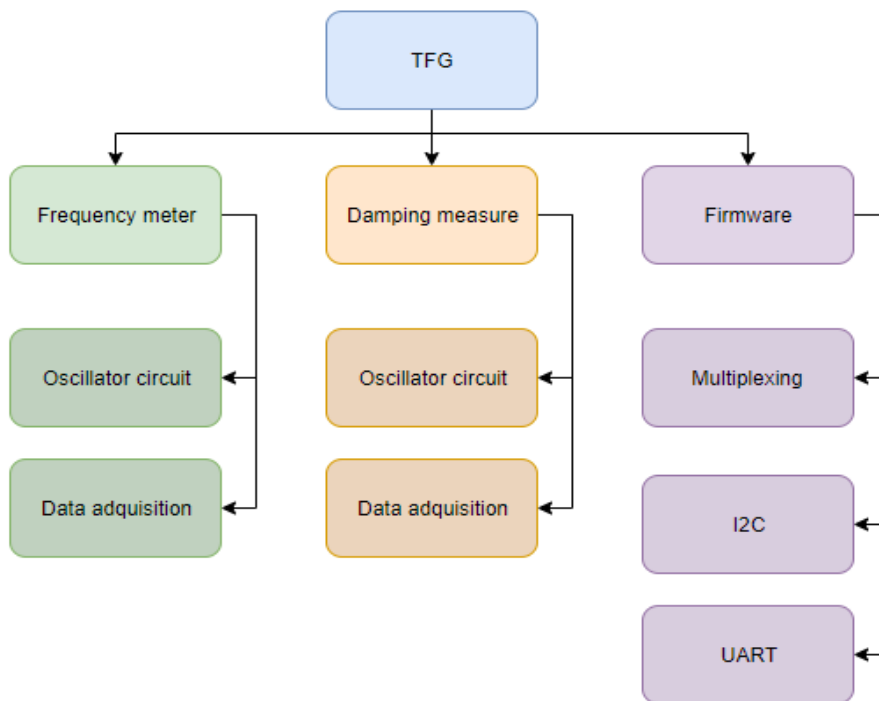 TFG
Frequency meter
Damping measure
Firmware
Oscillator circuit
Oscillator circuit
Multiplexing
Data adquisition
Data adquisition
I2C
UART